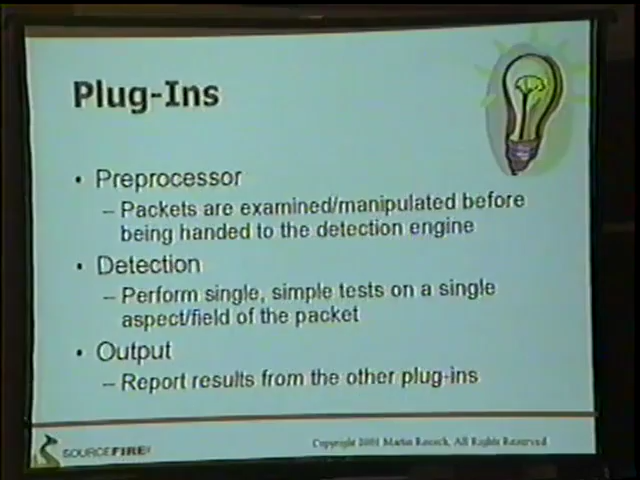 Plug-Ins
• Preprocessor
– Packets are examined/manipulated before
being handed to the detection engine
• Detection
– Perform single, simple tests on a single
aspect/field of the packet
• Output
– Report results from the other plug-ins
SOURCEFIRE
Copyright 2001 Martin Roesch, All Rights Reserved